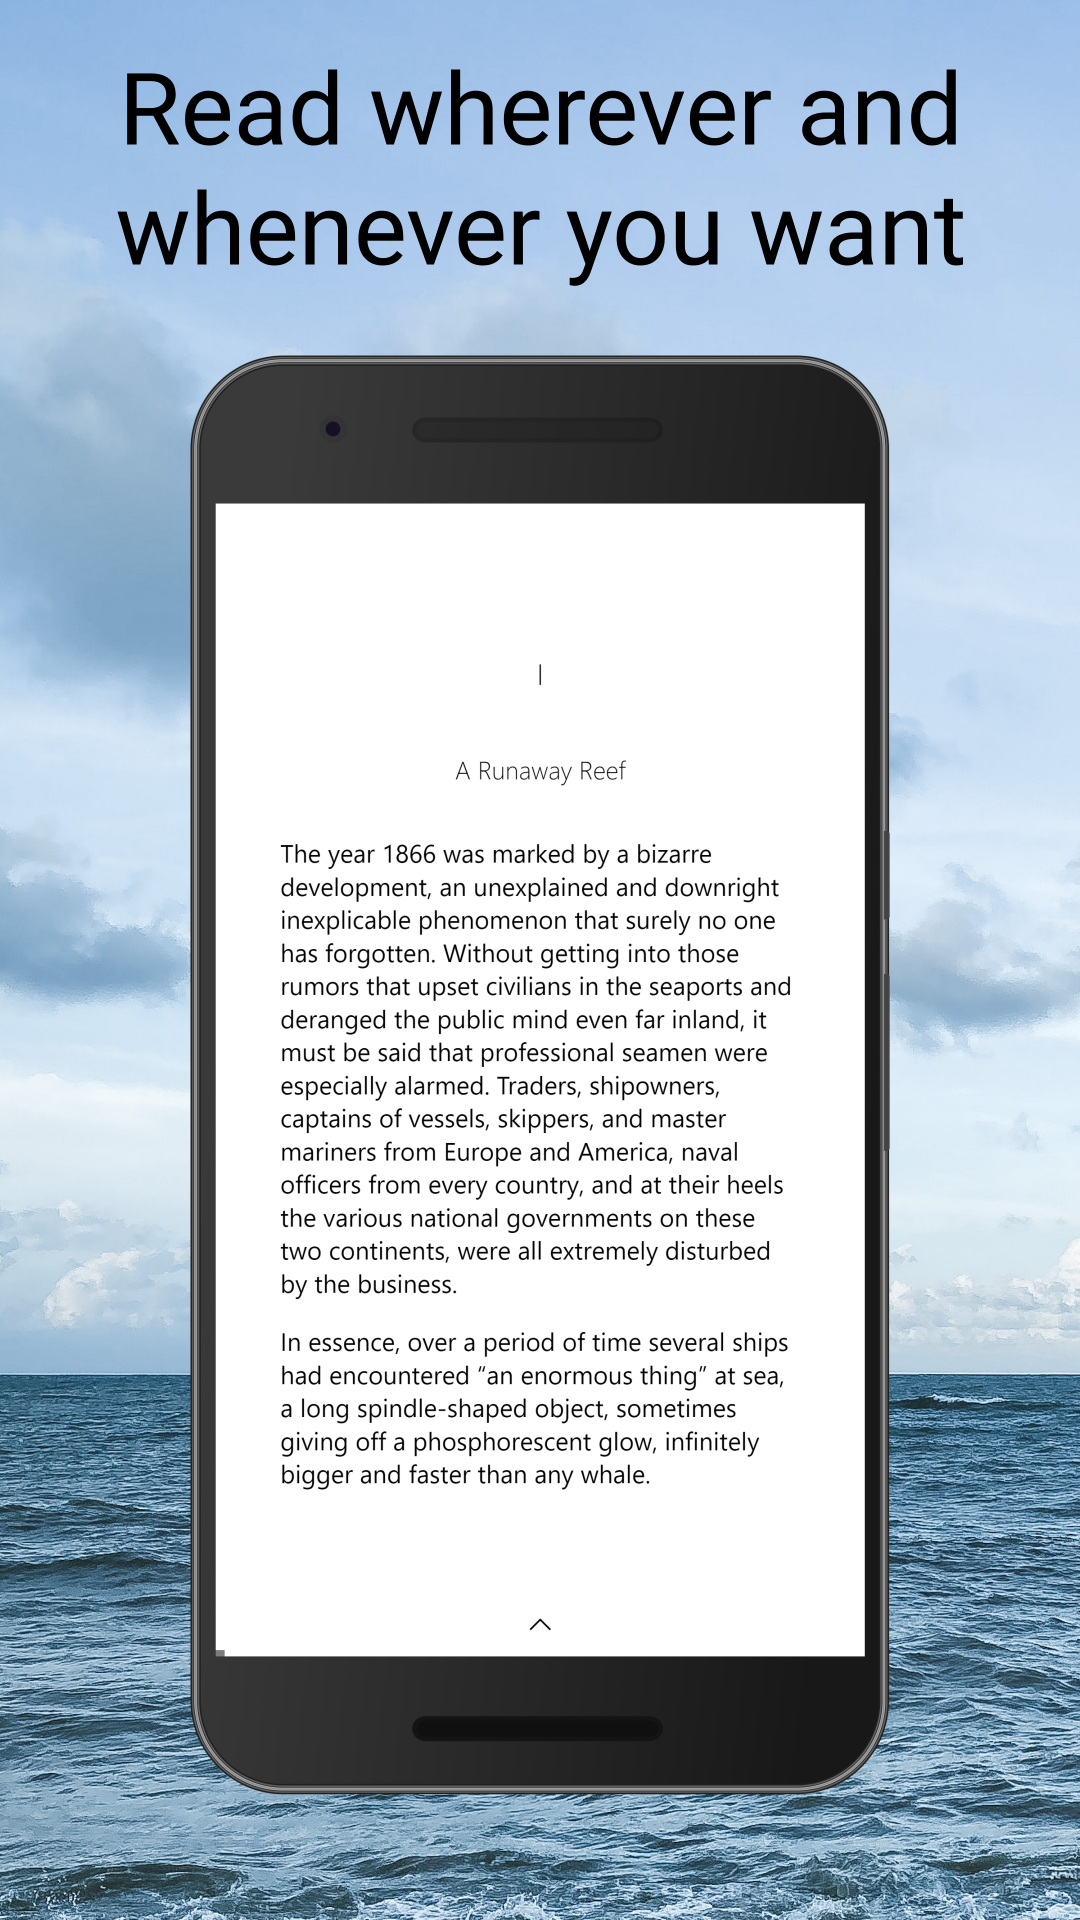 Read wherever and
whenever you want
I
A Runaway Reef
The year 1866 was marked by a bizarre
development, an unexplained and downright
inexplicable phenomenon that surely no one
has forgotten. Without getting into those
rumors that upset civilians in the seaports and
deranged the public mind even far inland, it
must be said that professional seamen were
especially alarmed. Traders, shipowners,
captains of vessels, skippers, and master
mariners from Europe and America, naval
officers from every country, and at their heels
the various national governments on these
two continents, were all extremely disturbed
by the business.
In essence, over a period of time several ships
had encountered “an enormous thing” at sea,
a long spindle-shaped object, sometimes
giving off a phosphorescent glow, infinitely
bigger and faster than any whale.